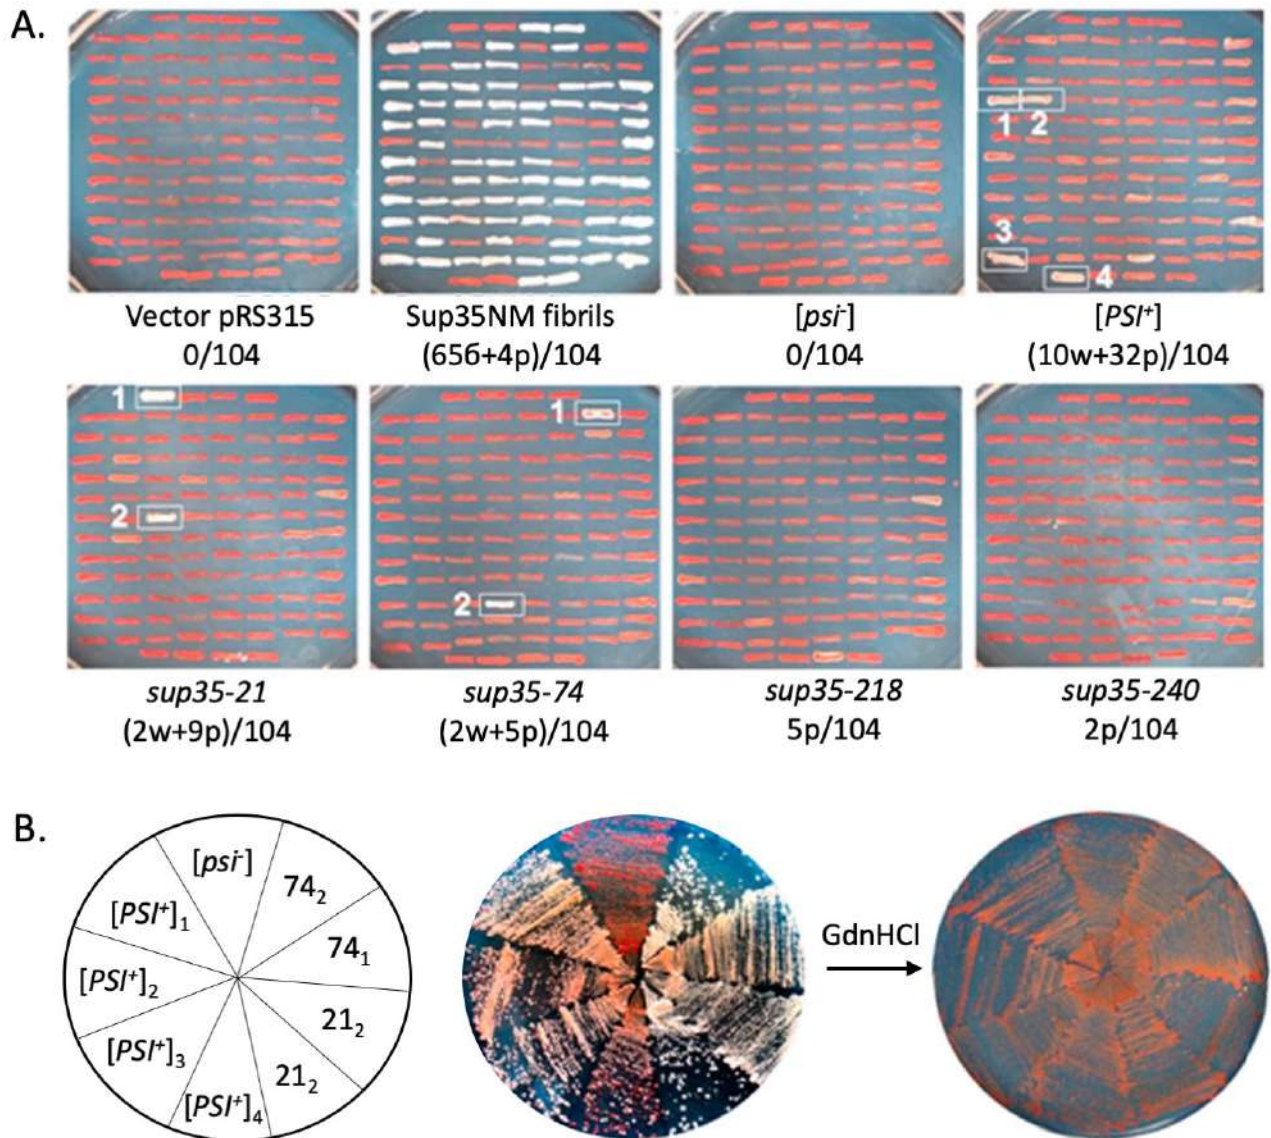 A.
1 2
3
4
Vector pRS315 Sup35NM fibrils [psi-] [PSI+]
0/104 (656+4p)/104 0/104 (10w+32p)/104
1
1
2
2
sup35-21 sup35-74 sup35-218 sup35-240
(2w+9p)/104 (2w+5p)/104 5p/104 2p/104
B.
[psi-]
74₂
[PSI⁺]₁
74₁
[PSI⁺]₂
21₂
[PSI⁺]₃
21₂
[PSI⁺]₄
GdnHCl